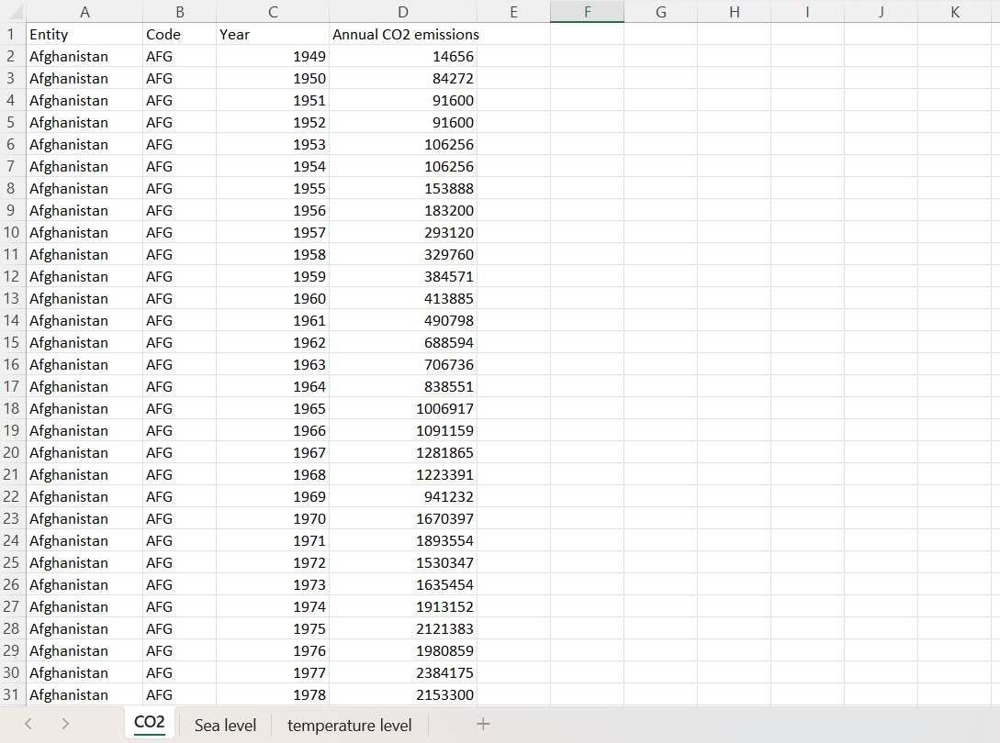 A B C D E F G H I J K
1 Entity Code Year Annual CO2 emissions
2 Afghanistan AFG 1949 14656
3 Afghanistan AFG 1950 84272
4 Afghanistan AFG 1951 91600
5 Afghanistan AFG 1952 91600
6 Afghanistan AFG 1953 106256
7 Afghanistan AFG 1954 106256
8 Afghanistan AFG 1955 153888
9 Afghanistan AFG 1956 183200
10 Afghanistan AFG 1957 293120
11 Afghanistan AFG 1958 329760
12 Afghanistan AFG 1959 384571
13 Afghanistan AFG 1960 413885
14 Afghanistan AFG 1961 490798
15 Afghanistan AFG 1962 688594
16 Afghanistan AFG 1963 706736
17 Afghanistan AFG 1964 838551
18 Afghanistan AFG 1965 1006917
19 Afghanistan AFG 1966 1091159
20 Afghanistan AFG 1967 1281865
21 Afghanistan AFG 1968 1223391
22 Afghanistan AFG 1969 941232
23 Afghanistan AFG 1970 1670397
24 Afghanistan AFG 1971 1893554
25 Afghanistan AFG 1972 1530347
26 Afghanistan AFG 1973 1635454
27 Afghanistan AFG 1974 1913152
28 Afghanistan AFG 1975 2121383
29 Afghanistan AFG 1976 1980859
30 Afghanistan AFG 1977 2384175
31 Afghanistan AFG 1978 2153300
CO2 Sea level temperature level